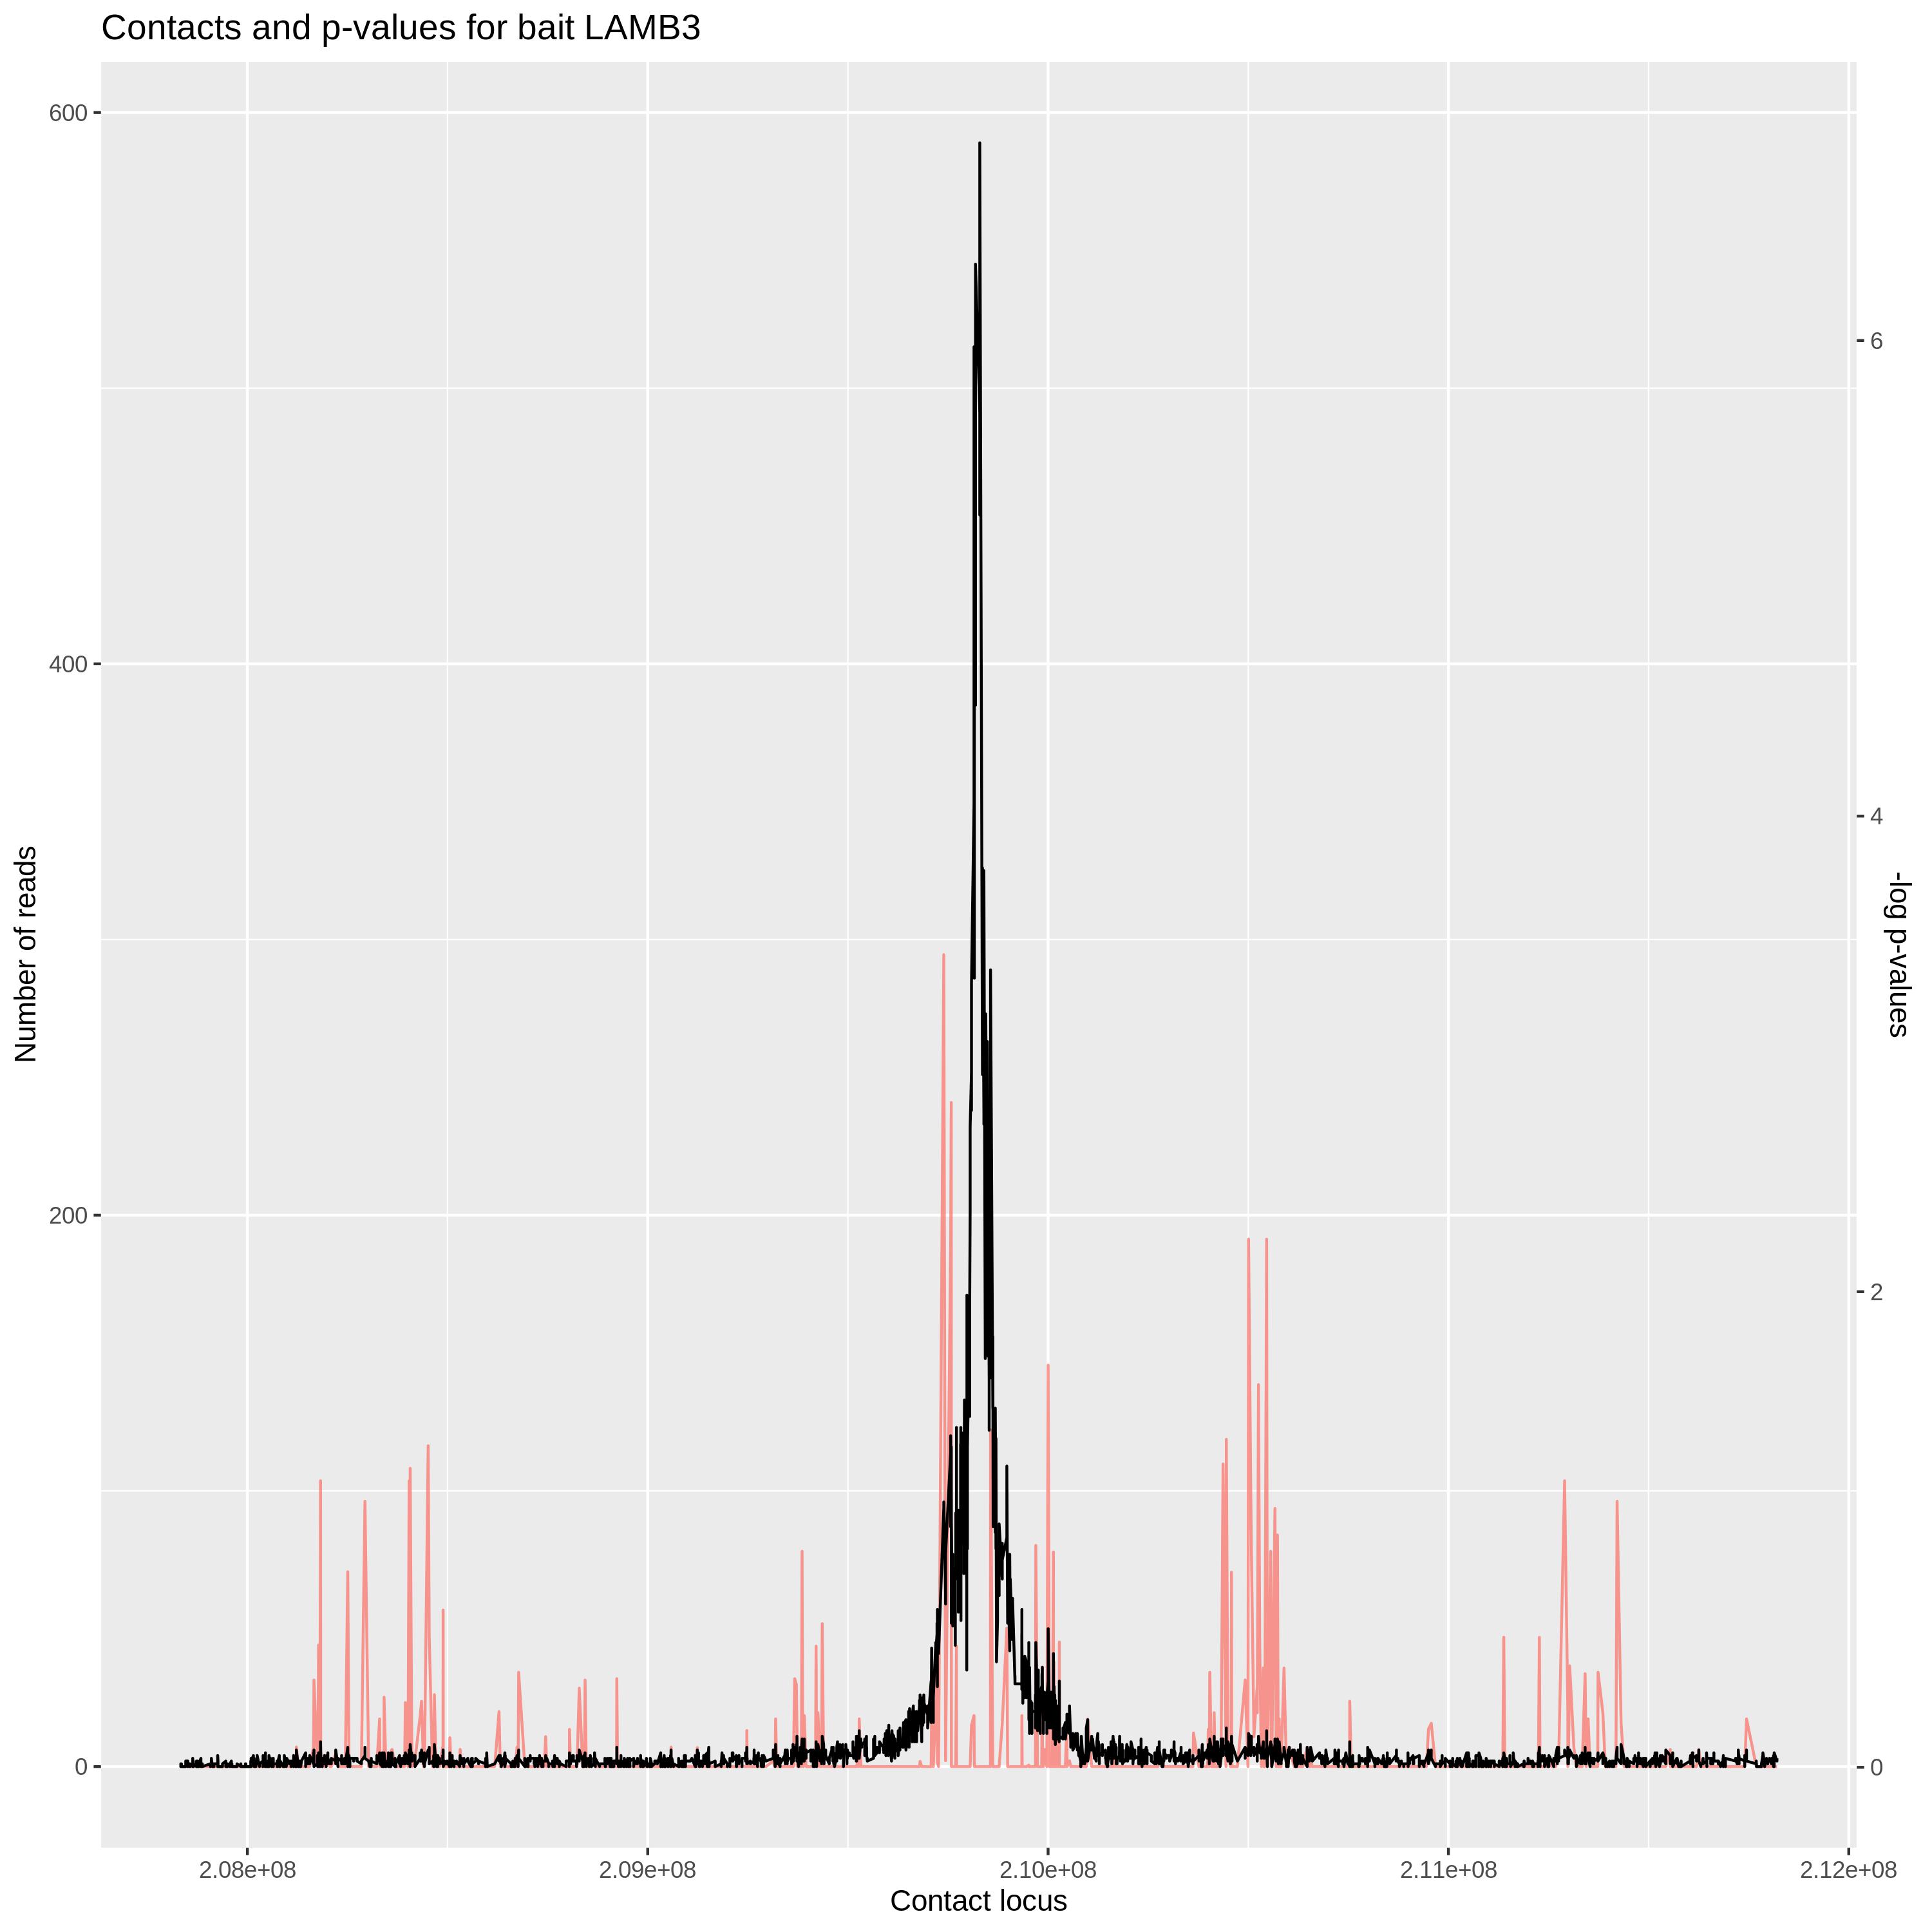 Contacts and p-values for bait LAMB3
600
400
200
0
Number of reads
6
4
2
0
-log p-values
2.08e+08
2.09e+08
2.10e+08
2.11e+08
2.12e+08
Contact locus